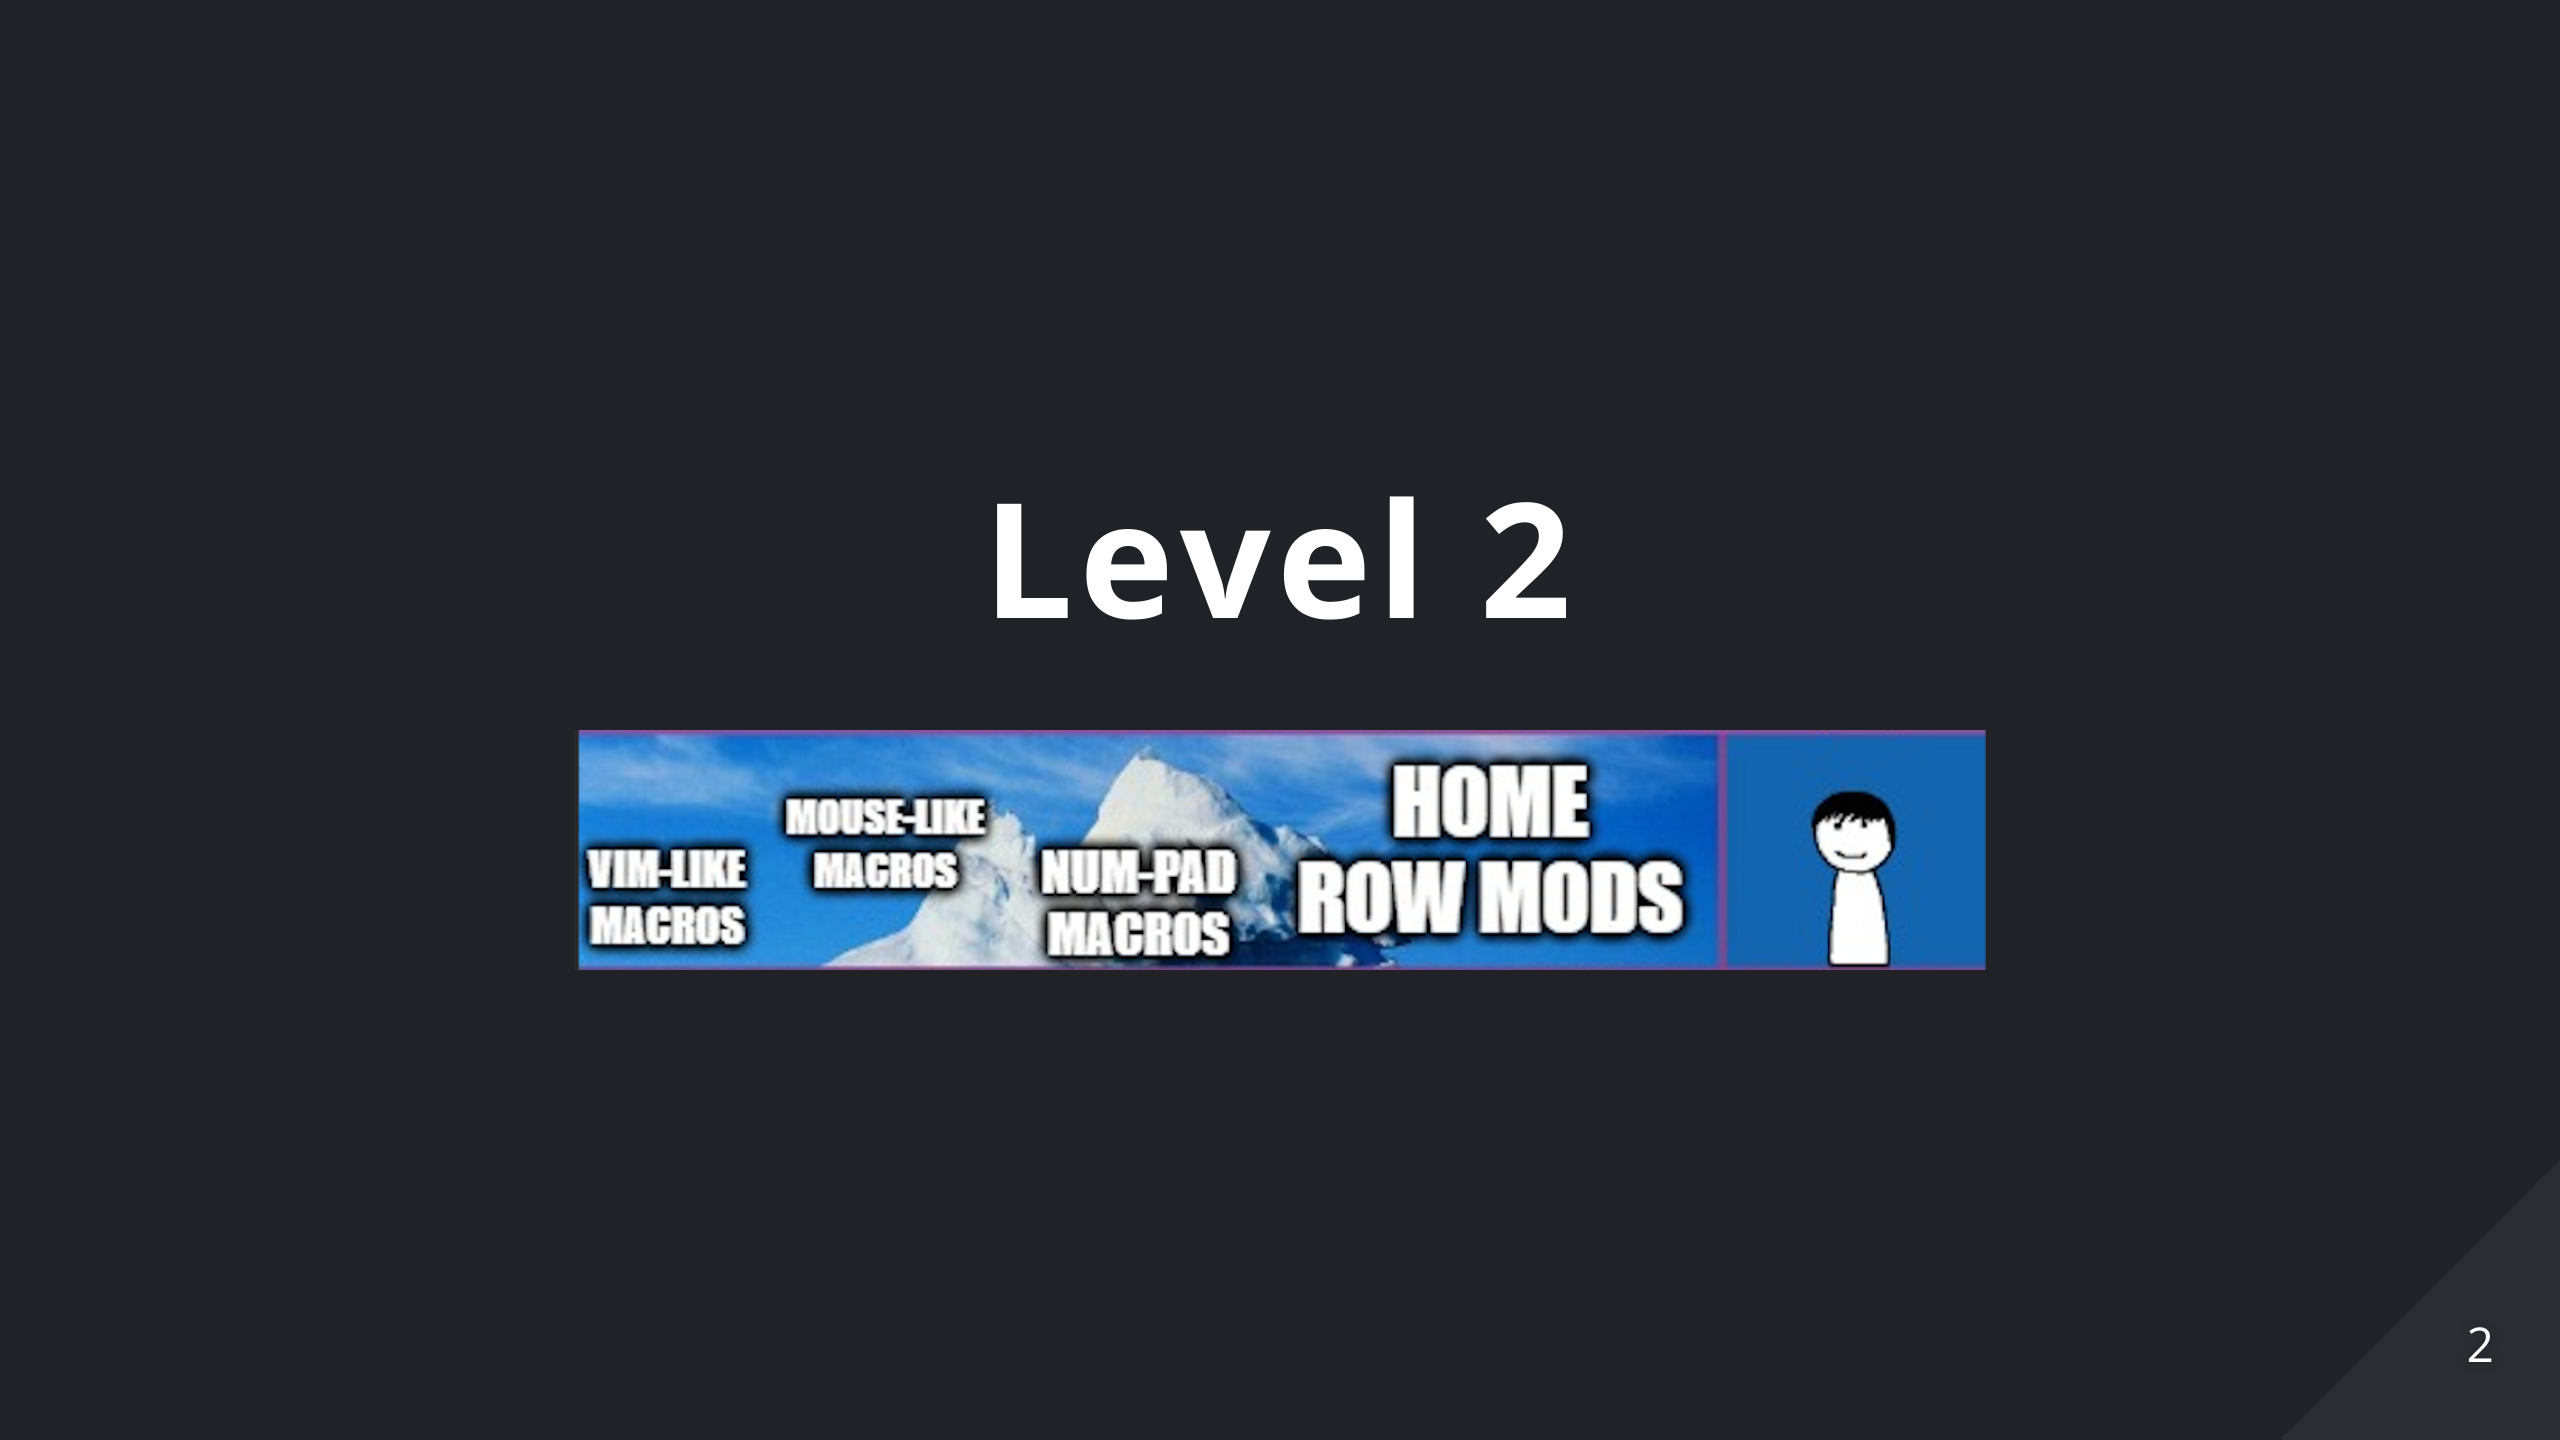 Level 2
VIM-LIKE
MACROS
MOUSE-LIKE
MACROS
NUM-PAD
MACROS
HOME
ROW MODS
2